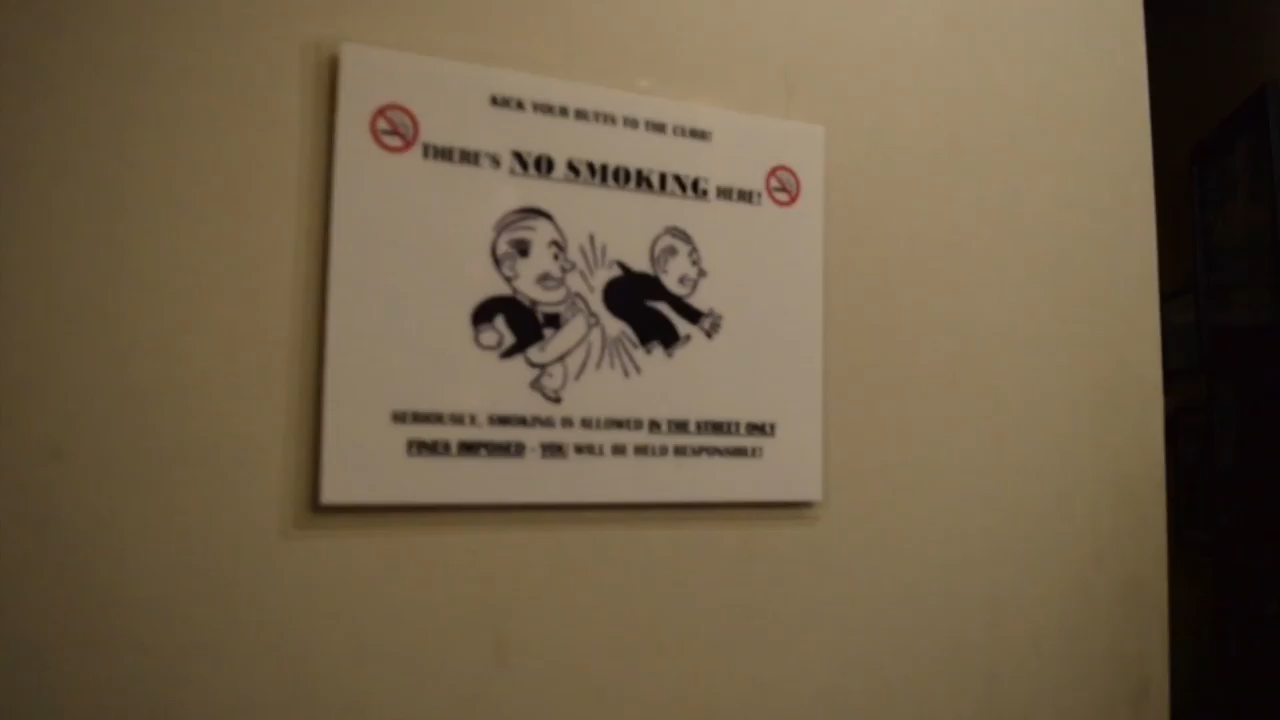 KICK YOUR BUTTS TO THE CURB!
THERE'S NO SMOKING HERE!
SERIOUSLY, SMOKING IS ALLOWED IN THE STREET ONLY
FINES IMPOSED - YOU WILL BE HELD RESPONSIBLE!